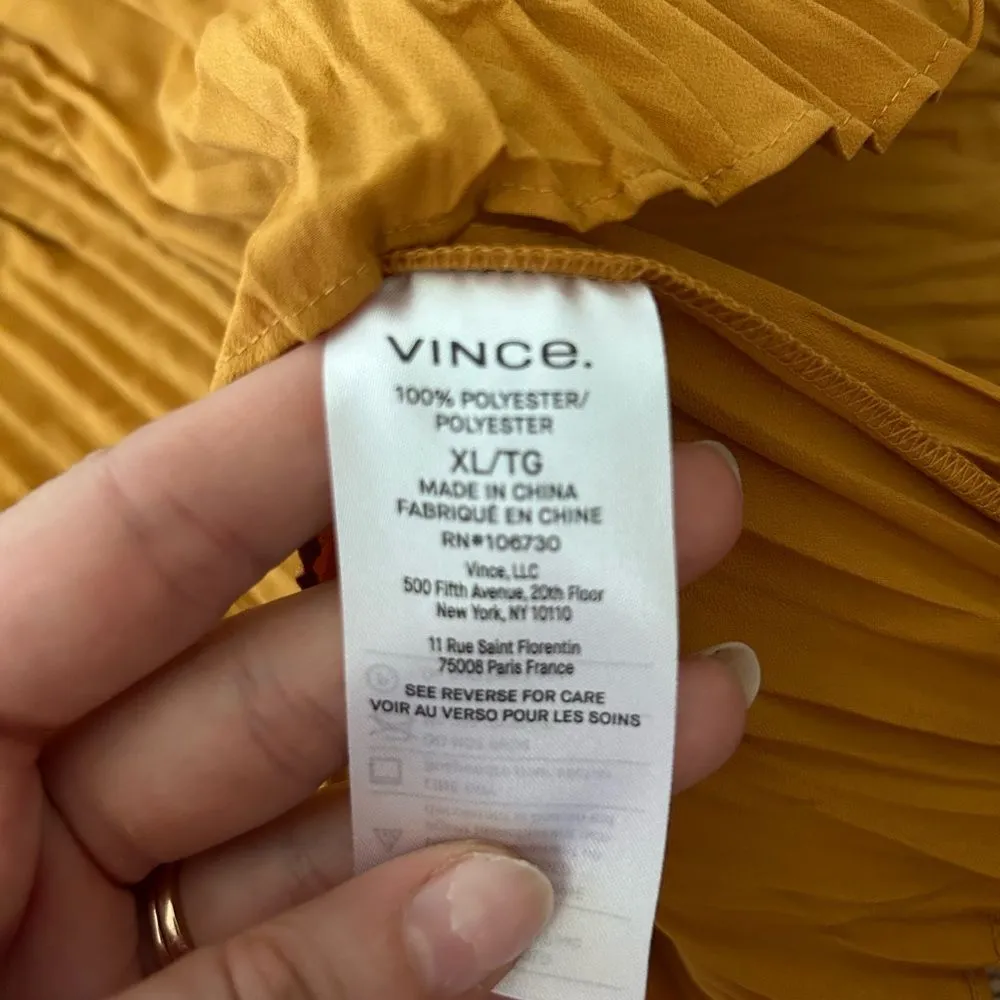 VINCe.
100% POLYESTER/
POLYESTER
XL/TG
MADE IN CHINA
FABRIQUÉ EN CHINE
RN#106730
Vince, LLC
500 Fifth Avenue, 20th Floor
New York, NY 10110
11 Rue Saint Florentin
75008 Paris France
SEE REVERSE FOR CARE
VOIR AU VERSO POUR LES SOINS